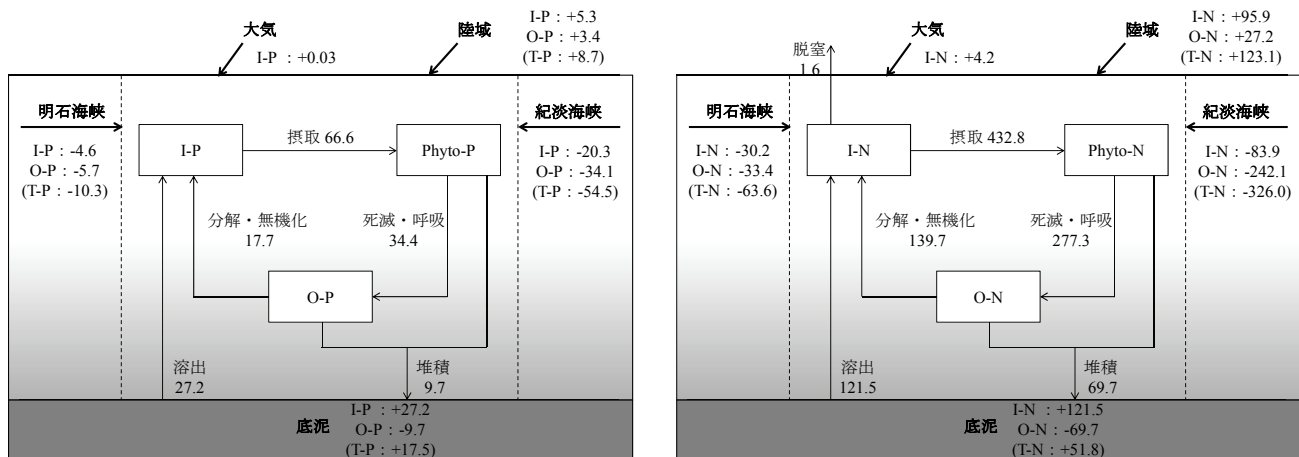 大気
I-P ：+0.03
陸域
I-P：+5.3
O-P：+3.4
(T-P：+8.7)
明石海峡
I-P：-4.6
O-P：-5.7
(T-P：-10.3)
紀淡海峡
I-P：-20.3
O-P：-34.1
(T-P：-54.5)
I-P
摂取 66.6
Phyto-P
分解・無機化
17.7
死滅・呼吸
34.4
O-P
溶出
27.2
堆積
9.7
底泥
I-P ：+27.2
O-P：-9.7
(T-P：+17.5)
脱窒
1.6
大気
I-N：+4.2
陸域
I-N：+95.9
O-N：+27.2
(T-N：+123.1)
明石海峡
I-N：-30.2
O-N：-33.4
(T-N：-63.6)
紀淡海峡
I-N：-83.9
O-N：-242.1
(T-N：-326.0)
I-N
摂取 432.8
Phyto-N
分解・無機化
139.7
死滅・呼吸
277.3
O-N
溶出
121.5
堆積
69.7
底泥
I-N ：+121.5
O-N：-69.7
(T-N：+51.8)